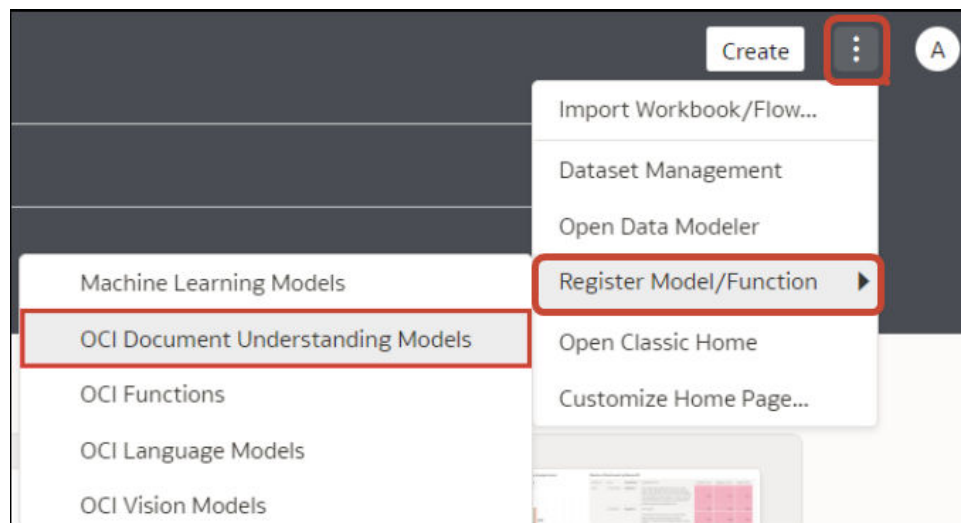 Create
A
Import Workbook/Flow...
Dataset Management
Open Data Modeler
Register Model/Function
Open Classic Home
Customize Home Page...
Machine Learning Models
OCI Document Understanding Models
OCI Functions
OCI Language Models
OCI Vision Models